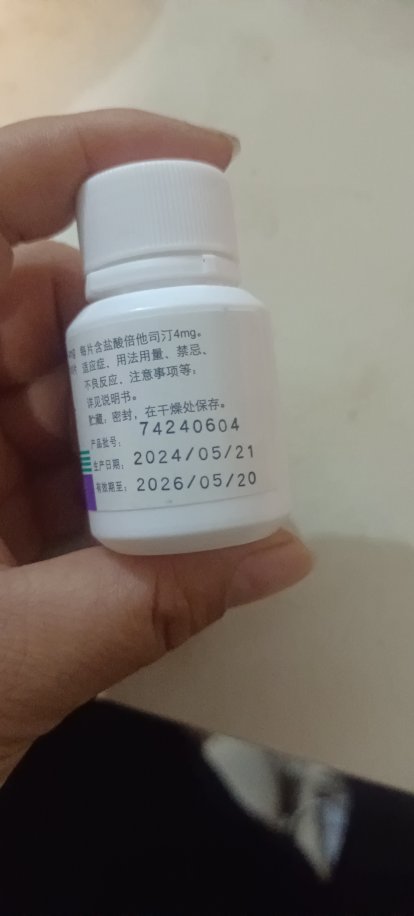 每片含盐酸倍他司汀4mg。
适应症、用法用量、禁忌、
不良反应，注意事项等：
详见说明书。
贮藏：密封，在干燥处保存。
产品批号： 74240604
生产日期： 2024/05/21
有效期至： 2026/05/20